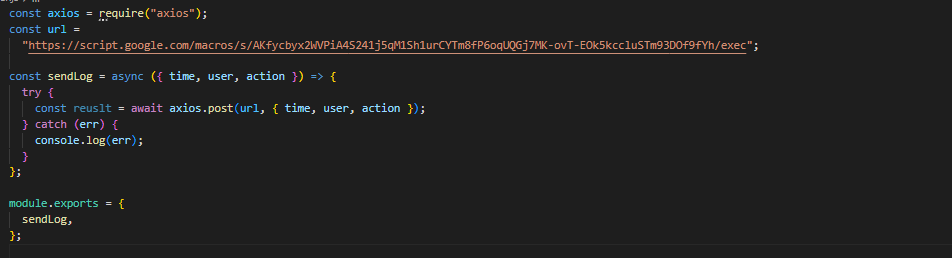 const axios = require("axios");
const url =
"https://script.google.com/macros/s/AKfycbyx2WVPiA4S241j5qM1Sh1urCYTm8fP6oqUQGj7MK-ovT-EOk5kccluSTm93DOf9fYh/exec";
const sendLog = async ({ time, user, action }) => {
try {
const reuslt = await axios.post(url, { time, user, action });
} catch (err) {
console.log(err);
}
};
module.exports = {
sendLog,
};